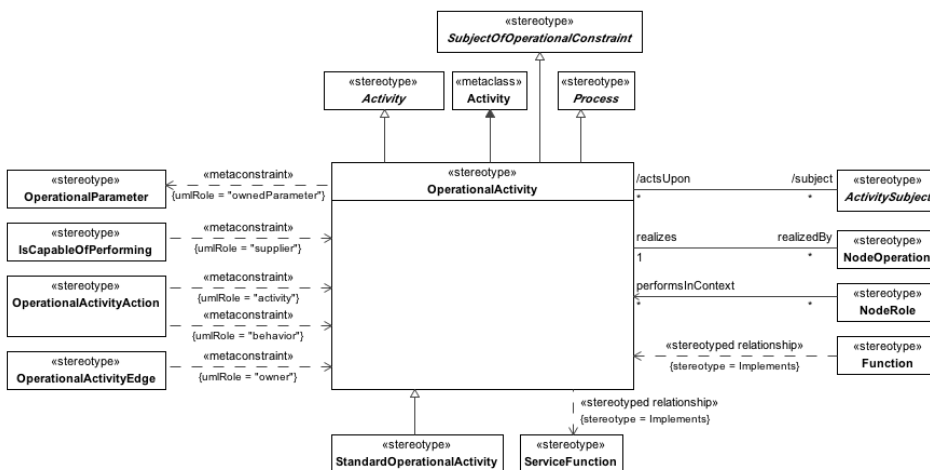 «stereotype»
SubjectOfOperationalConstraint
«stereotype»
Activity
«metaclass»
Activity
«stereotype»
Process
«stereotype»
OperationalActivity
«stereotype»
OperationalParameter
«metaconstraint»
{umlRole = "ownedParameter"}
«stereotype»
IsCapableOfPerforming
«metaconstraint»
{umlRole = "supplier"}
«stereotype»
OperationalActivityAction
«metaconstraint»
{umlRole = "activity"}
«metaconstraint»
{umlRole = "behavior"}
«stereotype»
OperationalActivityEdge
«metaconstraint»
{umlRole = "owner"}
/actsUpon /subject
* *
«stereotype»
ActivitySubject
realizes realizedBy
1 *
«stereotype»
NodeOperation
performsInContext
* *
«stereotype»
NodeRole
«stereotyped relationship»
{stereotype = Implements}
«stereotype»
Function
«stereotyped relationship»
{stereotype = Implements}
«stereotype»
StandardOperationalActivity
«stereotype»
ServiceFunction